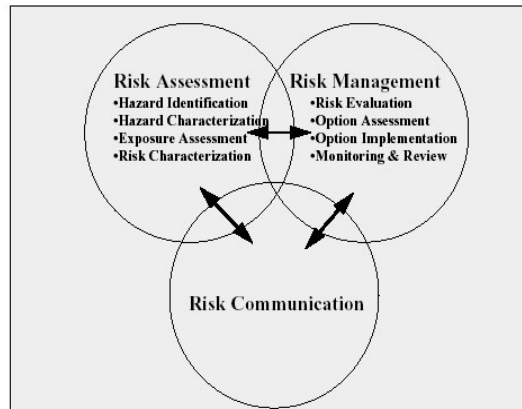 Risk Assessment
•Hazard Identification
•Hazard Characterization
•Exposure Assessment
•Risk Characterization
Risk Management
•Risk Evaluation
•Option Assessment
•Option Implementation
•Monitoring & Review
Risk Communication